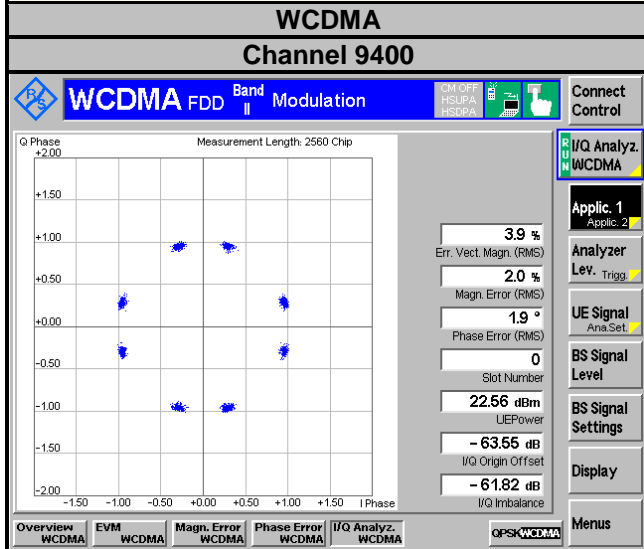 WCDMA
Channel 9400
R&S
WCDMA FDD Band II Modulation
CM OFF
HSUPA
HSDPA
Connect
Control
Q Phase
Measurement Length: 2560 Chip
+2.00
+1.50
+1.00
+0.50
+0.00
-0.50
-1.00
-1.50
-2.00
-1.50 -1.00 -0.50 +0.00 +0.50 +1.00 +1.50 I Phase
3.9 %
Err. Vect. Magn. (RMS)
2.0 %
Magn. Error (RMS)
1.9 °
Phase Error (RMS)
0
Slot Number
22.56 dBm
UEPower
- 63.55 dB
I/Q Origin Offset
- 61.82 dB
I/Q Imbalance
RUN
I/Q Analyz.
WCDMA
Applic. 1
Applic. 2
Analyzer
Lev. Trigg.
UE Signal
Ana.Set.
BS Signal
Level
BS Signal
Settings
Display
Menus
Overview
WCDMA
EVM
WCDMA
Magn. Error
WCDMA
Phase Error
WCDMA
I/Q Analyz.
WCDMA
QPSK WCDMA